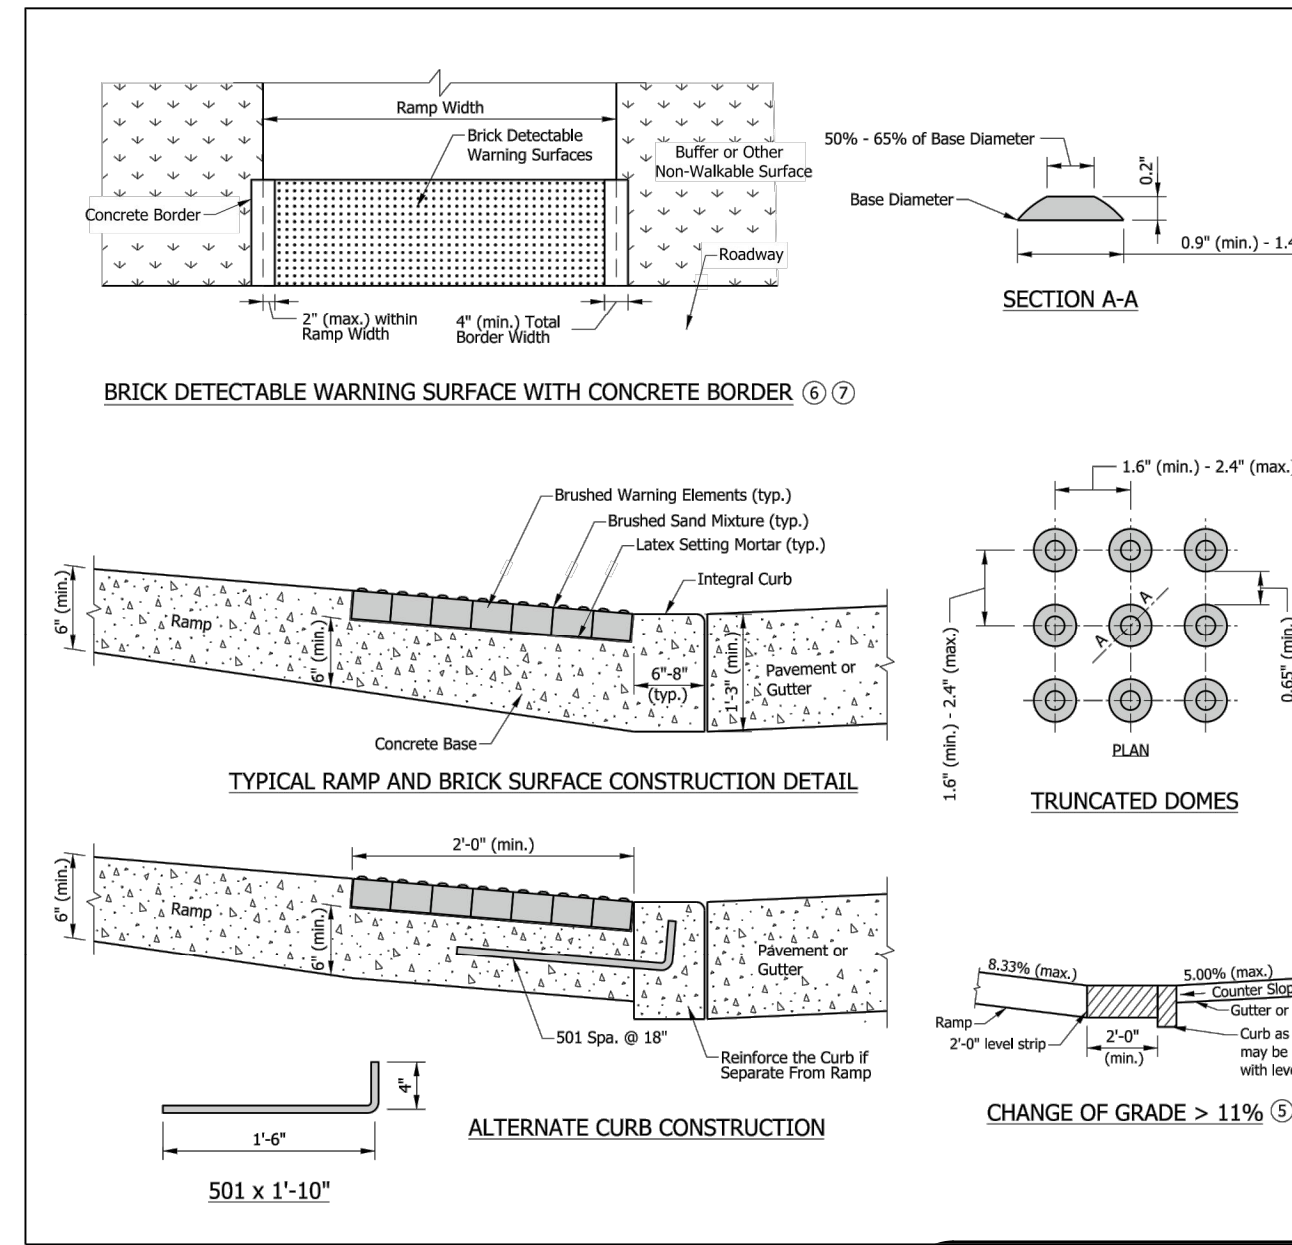 Ramp Width
Brick Detectable
Warning Surfaces
Buffer or Other
Non-Walkable Surface
Concrete Border
Roadway
2" (max.) within
Ramp Width
4" (min.) Total
Border Width
BRICK DETECTABLE WARNING SURFACE WITH CONCRETE BORDER 6 7
50% - 65% of Base Diameter
0.2"
Base Diameter
0.9" (min.) - 1.4
SECTION A-A
Brushed Warning Elements (typ.)
Brushed Sand Mixture (typ.)
Latex Setting Mortar (typ.)
Integral Curb
6" (min.)
Ramp
6" (min.)
6"-8"
(typ.)
1'-3" (min.)
Pavement or
Gutter
Concrete Base
TYPICAL RAMP AND BRICK SURFACE CONSTRUCTION DETAIL
1.6" (min.) - 2.4" (max.)
1.6" (min.) - 2.4" (max.)
A
A
0.65" (min.)
PLAN
TRUNCATED DOMES
2'-0" (min.)
6" (min.)
Ramp
6" (min.)
Pavement or
Gutter
501 Spa. @ 18"
Reinforce the Curb if
Separate From Ramp
ALTERNATE CURB CONSTRUCTION
4"
1'-6"
501 x 1'-10"
8.33% (max.)
5.00% (max.)
Counter Slop
Gutter or
Ramp
2'-0" level strip
2'-0"
(min.)
Curb as
may be
with leve
CHANGE OF GRADE > 11% 5